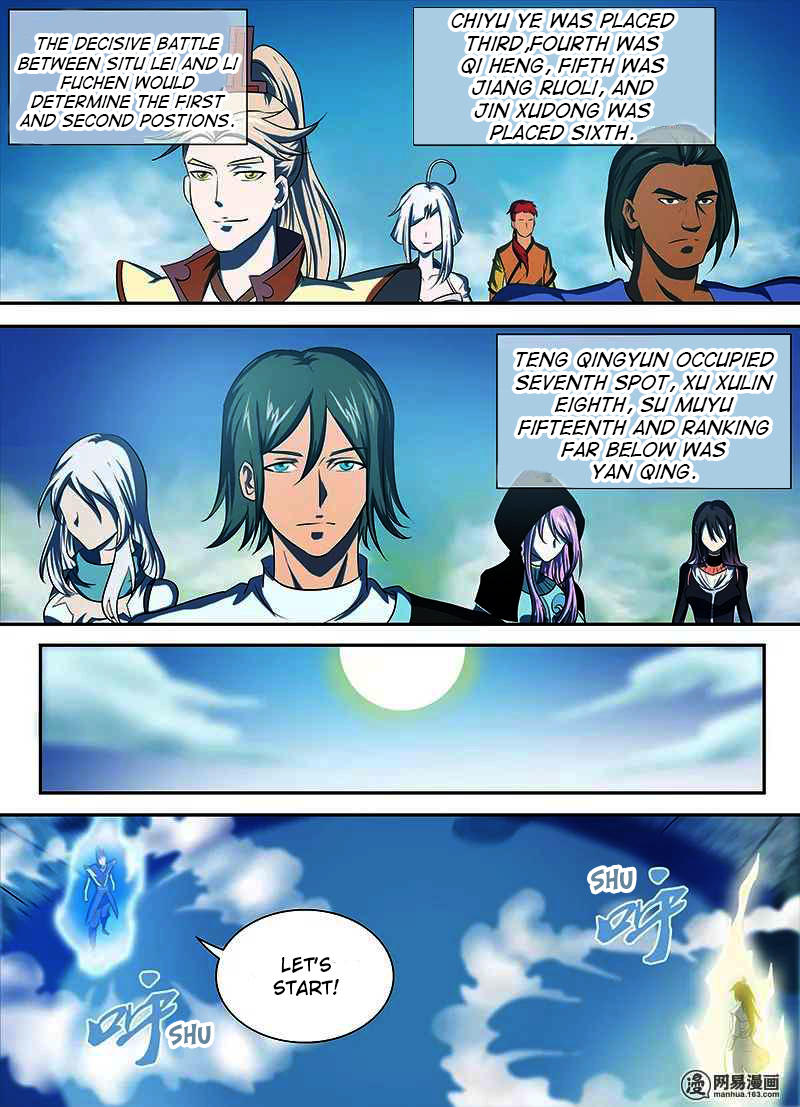 THE DECISIVE BATTLE
BETWEEN SITU LEI AND LI
FUCHEN WOULD
DETERMINE THE FIRST
AND SECOND POSTIONS.
CHIYU YE WAS PLACED
THIRD,FOURTH WAS
QI HENG, FIFTH WAS
JIANG RUOLI, AND
JIN XUDONG WAS
PLACED SIXTH.
TENG QINGYUN OCCUPIED
SEVENTH SPOT, XU XULIN
EIGHTH, SU MUYU
FIFTEENTH AND RANKING
FAR BELOW WAS
YAN QING.
SHU
呼
LET'S
START!
呼
SHU
网易漫画
manhua.163.com